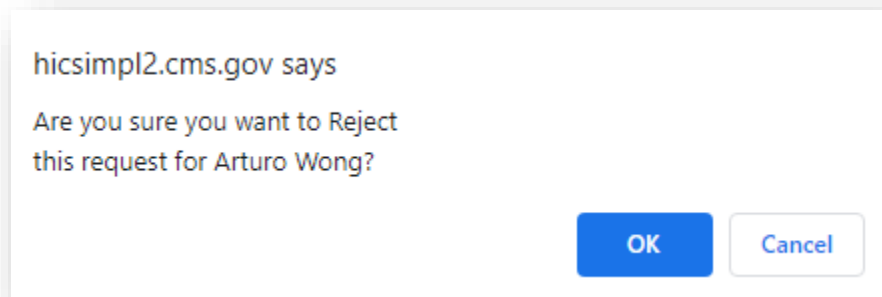 hicsimpl2.cms.gov says
Are you sure you want to Reject
this request for Arturo Wong?
OK Cancel